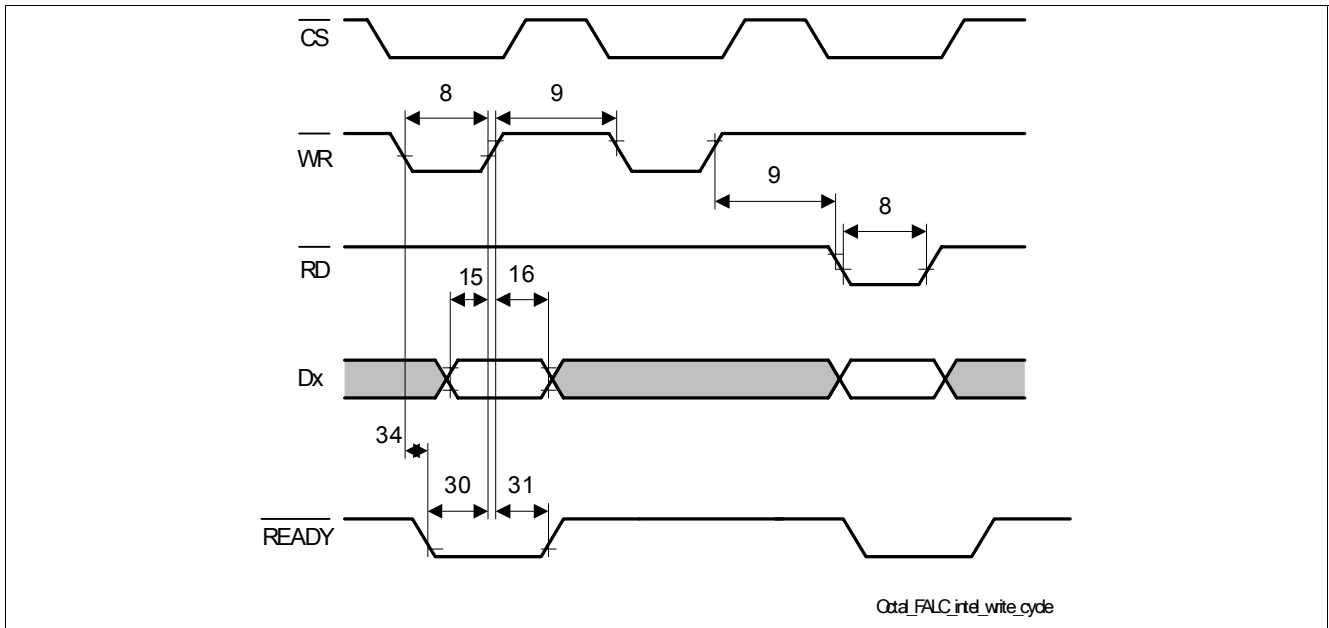 CS
8 9
WR
9
8
RD
15 16
Dx
34
30 31
READY
Octal_FALC_intel_write_cycle